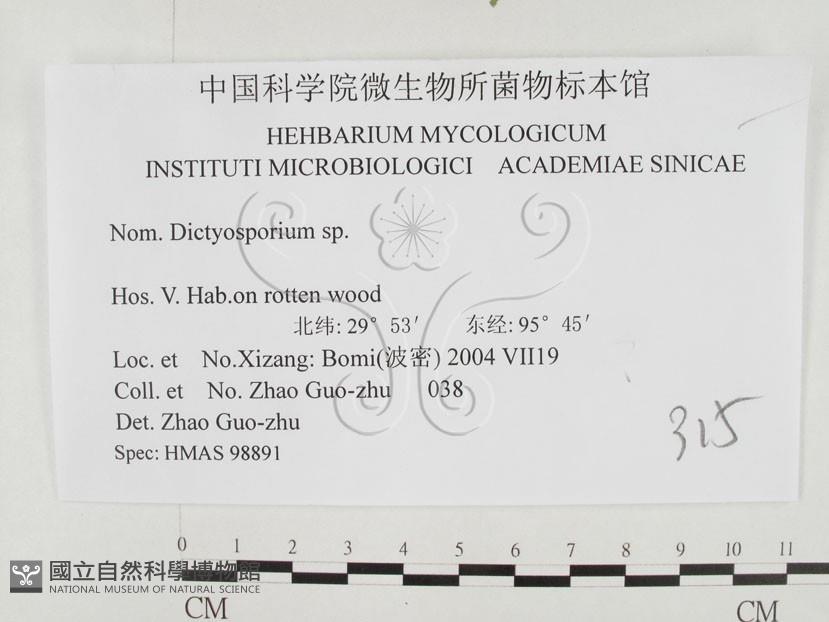 中国科学院微生物所菌物标本馆
HEHBARIUM MYCOLOGICUM
INSTITUTI MICROBIOLOGICI ACADEMIAE SINICAE
Nom. Dictyosporium sp.
Hos. V. Hab.on rotten wood
北纬: 29° 53′ 东经: 95° 45′
Loc. et No.Xizang: Bomi(波密) 2004 VII19
Coll. et No. Zhao Guo-zhu 038
Det. Zhao Guo-zhu
Spec: HMAS 98891
315
0 1 2 3 4 5 6 7 8 9 10 11
CM CM
國立自然科學博物館
NATIONAL MUSEUM OF NATURAL SCIENCE